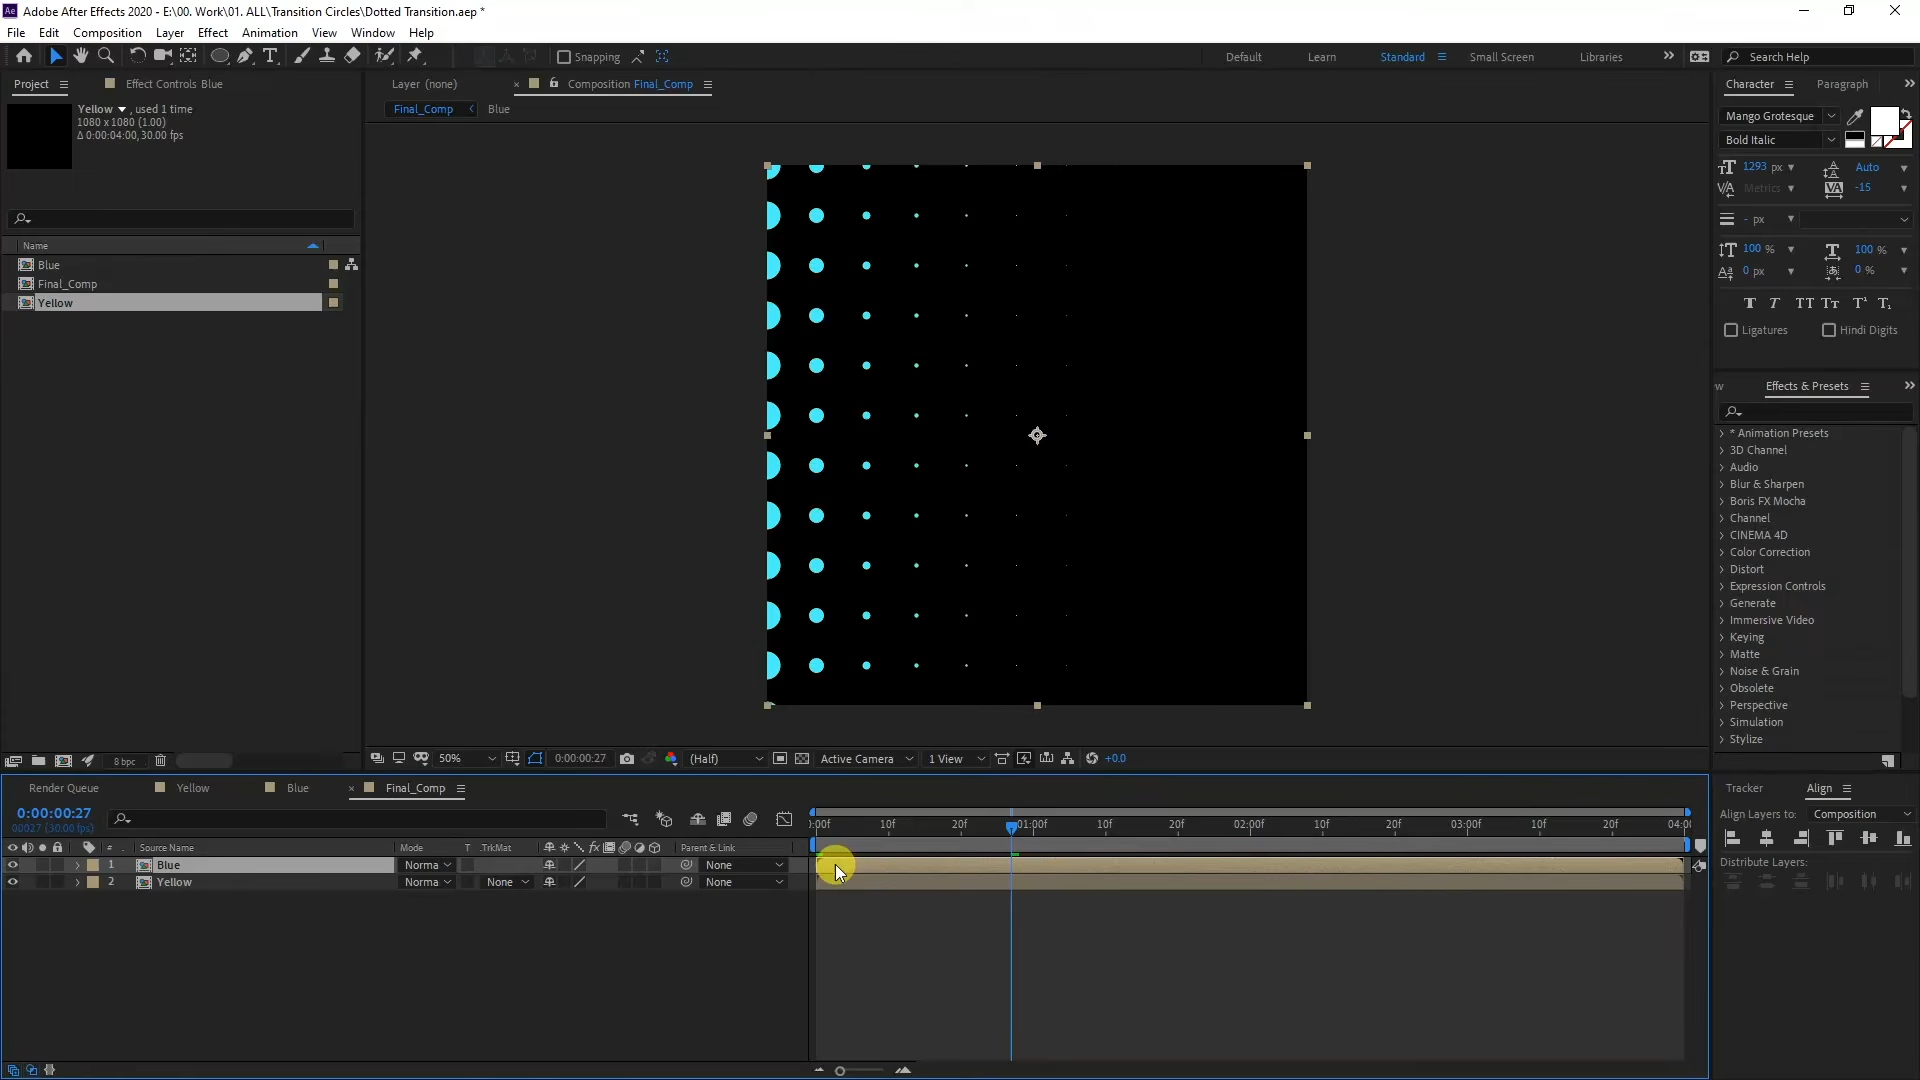 Adobe After Effects 2020 - E:\00. Work\01. ALL\Transition Circles\Dotted Transition.aep *
File Edit Composition Layer Effect Animation View Window Help
Snapping Default Learn Standard Small Screen Libraries Search Help
Project Effect Controls Blue Layer (none) Composition Final_Comp Character Paragraph
Yellow , used 1 time
1080 x 1080 (1.00)
Δ 0:00:04:00, 30.00 fps
Final_Comp Blue
Mango Grotesque
Bold Italic
1293 px Auto
Metrics -15
- px
100 % 100 %
0 px 0 %
T T TT Tт T¹ T₁
Ligatures Hindi Digits
Name
Blue
Final_Comp
Yellow
w Effects & Presets
* Animation Presets
3D Channel
Audio
Blur & Sharpen
Boris FX Mocha
Channel
CINEMA 4D
Color Correction
Distort
Expression Controls
Generate
Immersive Video
Keying
Matte
Noise & Grain
Obsolete
Perspective
Simulation
Stylize
8 bpc 50% 0:00:00:27 (Half) Active Camera 1 View +0.0
Render Queue Yellow Blue Final_Comp
Tracker Align
0:00:00:27
00027 (30.00 fps)
):00f 10f 20f 01:00f 10f 20f 02:00f 10f 20f 03:00f 10f 20f 04:0(
Align Layers to: Composition
# . Source Name Mode T .TrkMat fx Parent & Link
Distribute Layers:
1 Blue Norma None
2 Yellow Norma None None